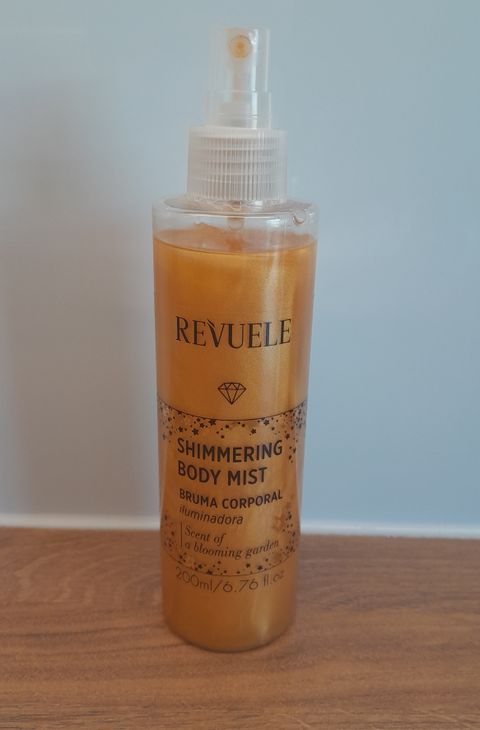 REVUELE
SHIMMERING
BODY MIST
BRUMA CORPORAL
iluminadora
Scent of
a blooming garden
200ml/6.76 fl.oz